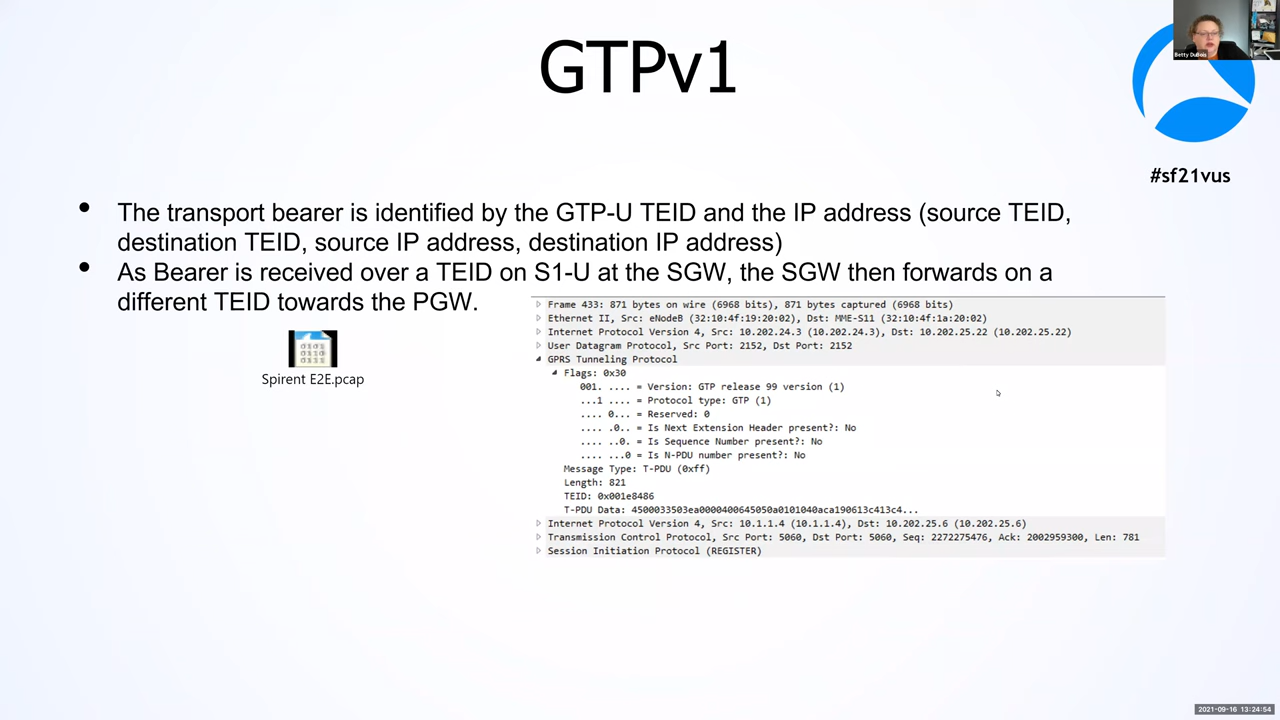 GTPv1
Betty DuBois
#sf21vus
• The transport bearer is identified by the GTP-U TEID and the IP address (source TEID,
destination TEID, source IP address, destination IP address)
• As Bearer is received over a TEID on S1-U at the SGW, the SGW then forwards on a
different TEID towards the PGW.
Spirent E2E.pcap
Frame 433: 871 bytes on wire (6968 bits), 871 bytes captured (6968 bits)
Ethernet II, Src: eNodeB (32:10:4f:19:20:02), Dst: MME-S11 (32:10:4f:1a:20:02)
Internet Protocol Version 4, Src: 10.202.24.3 (10.202.24.3), Dst: 10.202.25.22 (10.202.25.22)
User Datagram Protocol, Src Port: 2152, Dst Port: 2152
GPRS Tunneling Protocol
Flags: 0x30
001. .... = Version: GTP release 99 version (1)
...1 .... = Protocol type: GTP (1)
.... 0... = Reserved: 0
.... .0.. = Is Next Extension Header present?: No
.... ..0. = Is Sequence Number present?: No
.... ...0 = Is N-PDU number present?: No
Message Type: T-PDU (0xff)
Length: 821
TEID: 0x001e8486
T-PDU Data: 4500033503ea0000400645050a0101040aca190613c413c4...
Internet Protocol Version 4, Src: 10.1.1.4 (10.1.1.4), Dst: 10.202.25.6 (10.202.25.6)
Transmission Control Protocol, Src Port: 5060, Dst Port: 5060, Seq: 2272275476, Ack: 2002959300, Len: 781
Session Initiation Protocol (REGISTER)
2021-09-16 13:24:54